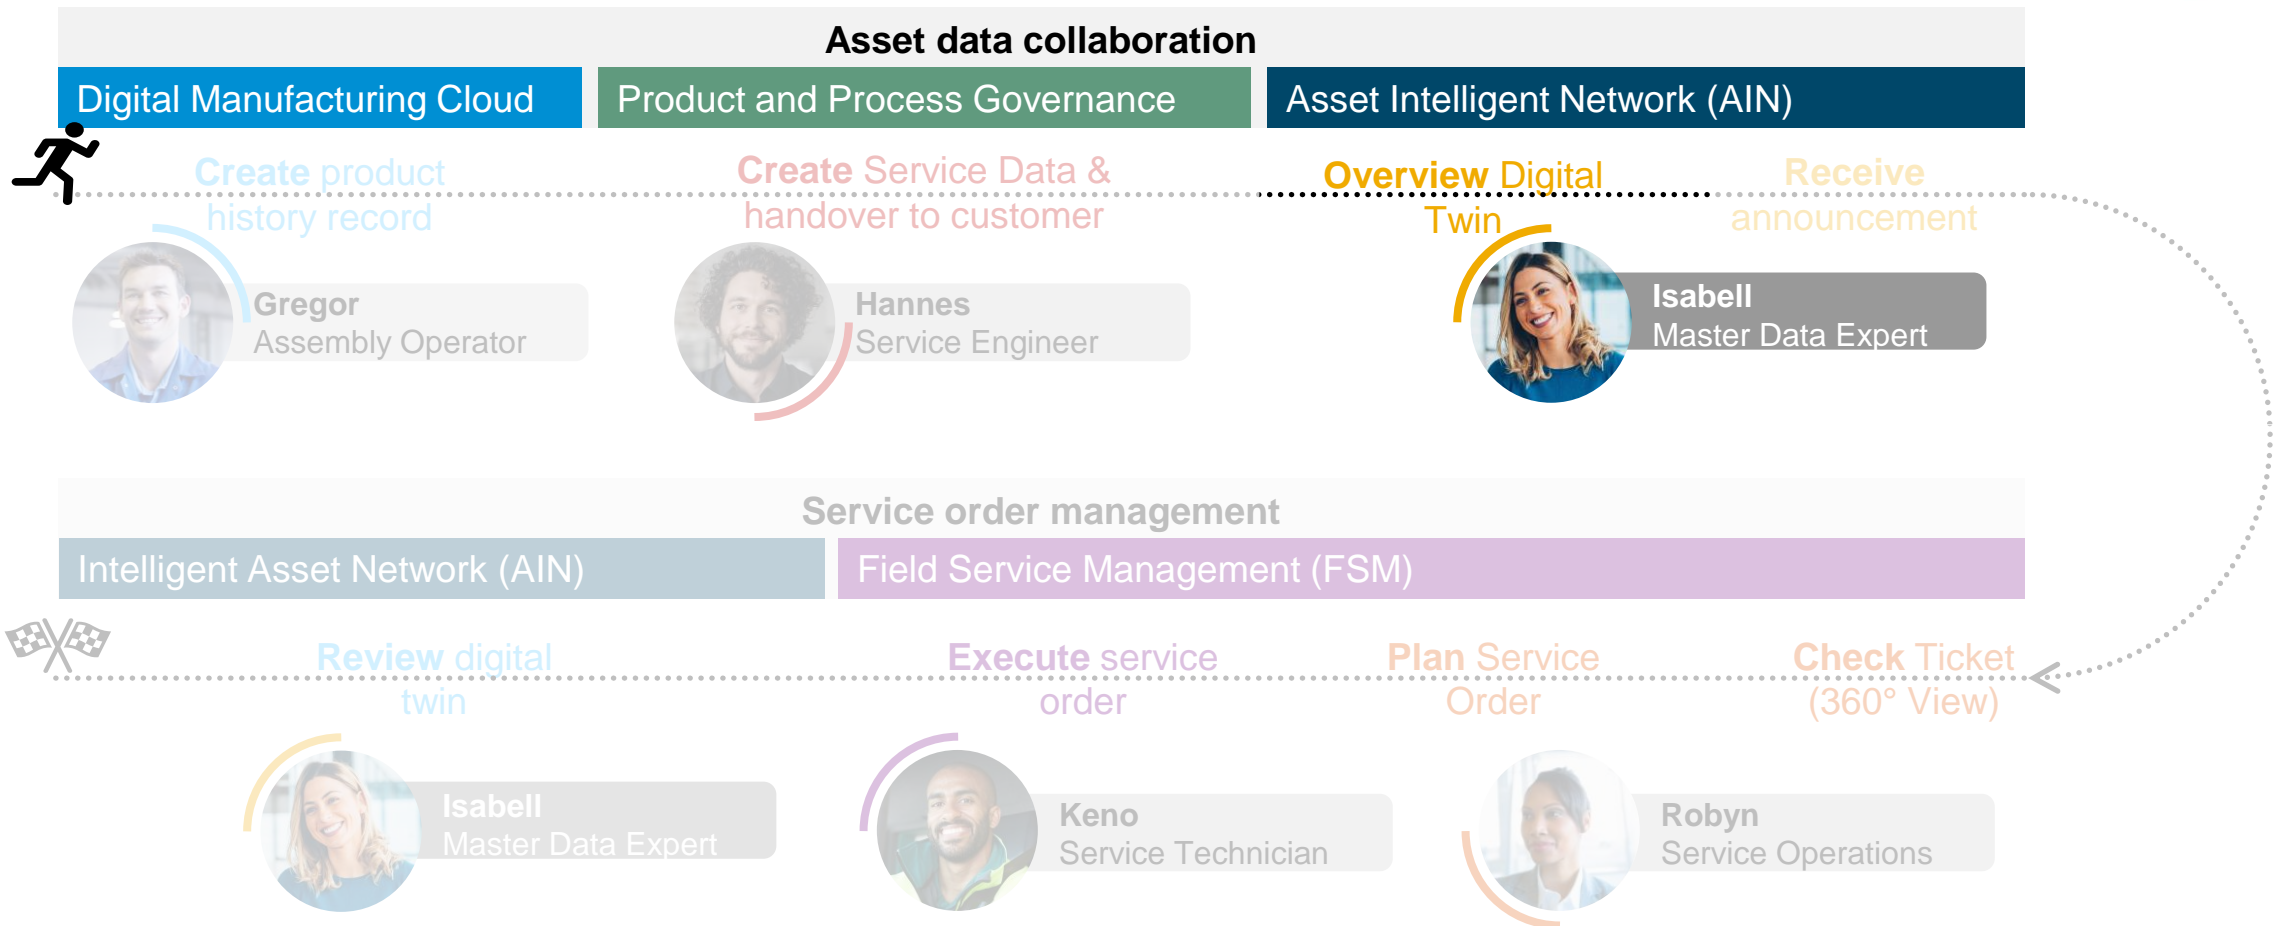 Asset data collaboration
Digital Manufacturing Cloud
Product and Process Governance
Asset Intelligent Network (AIN)
Create product
history record
Create Service Data &
handover to customer
Overview Digital
Twin
Receive
announcement
Gregor
Assembly Operator
Hannes
Service Engineer
Isabell
Master Data Expert
Service order management
Intelligent Asset Network (AIN)
Field Service Management (FSM)
Review digital
twin
Execute service
order
Plan Service
Order
Check Ticket
(360° View)
Isabell
Master Data Expert
Keno
Service Technician
Robyn
Service Operations